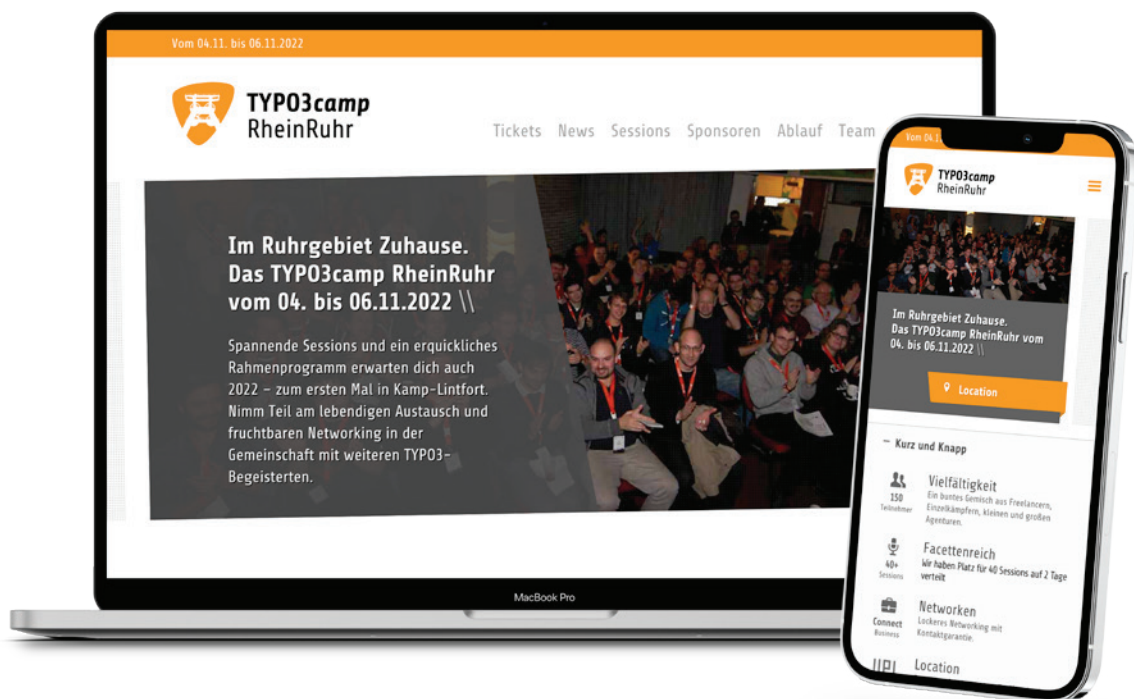 Vom 04.11. bis 06.11.2022
TYPO3camp
RheinRuhr
Tickets News Sessions Sponsoren Ablauf Team
Im Ruhrgebiet Zuhause.
Das TYPO3camp RheinRuhr
vom 04. bis 06.11.2022 \\
Spannende Sessions und ein erquickliches
Rahmenprogramm erwarten dich auch
2022 – zum ersten Mal in Kamp-Lintfort.
Nimm Teil am lebendigen Austausch und
fruchtbaren Networking in der
Gemeinschaft mit weiteren TYPO3-
Begeisterten.
MacBook Pro
Vom 04.1
TYPO3camp
RheinRuhr
Im Ruhrgebiet Zuhause.
Das TYPO3camp RheinRuhr vom
04. bis 06.11.2022 \\
Location
– Kurz und Knapp
150
Teilnehmer
Vielfältigkeit
Ein buntes Gemisch aus Freelancern,
Einzelkämpfern, kleinen und großen
Agenturen.
40+
Sessions
Facettenreich
Wir haben Platz für 40 Sessions auf 2 Tage
verteilt
Connect
Business
Networken
Lockeres Networking mit
Kontaktgarantie.
Location